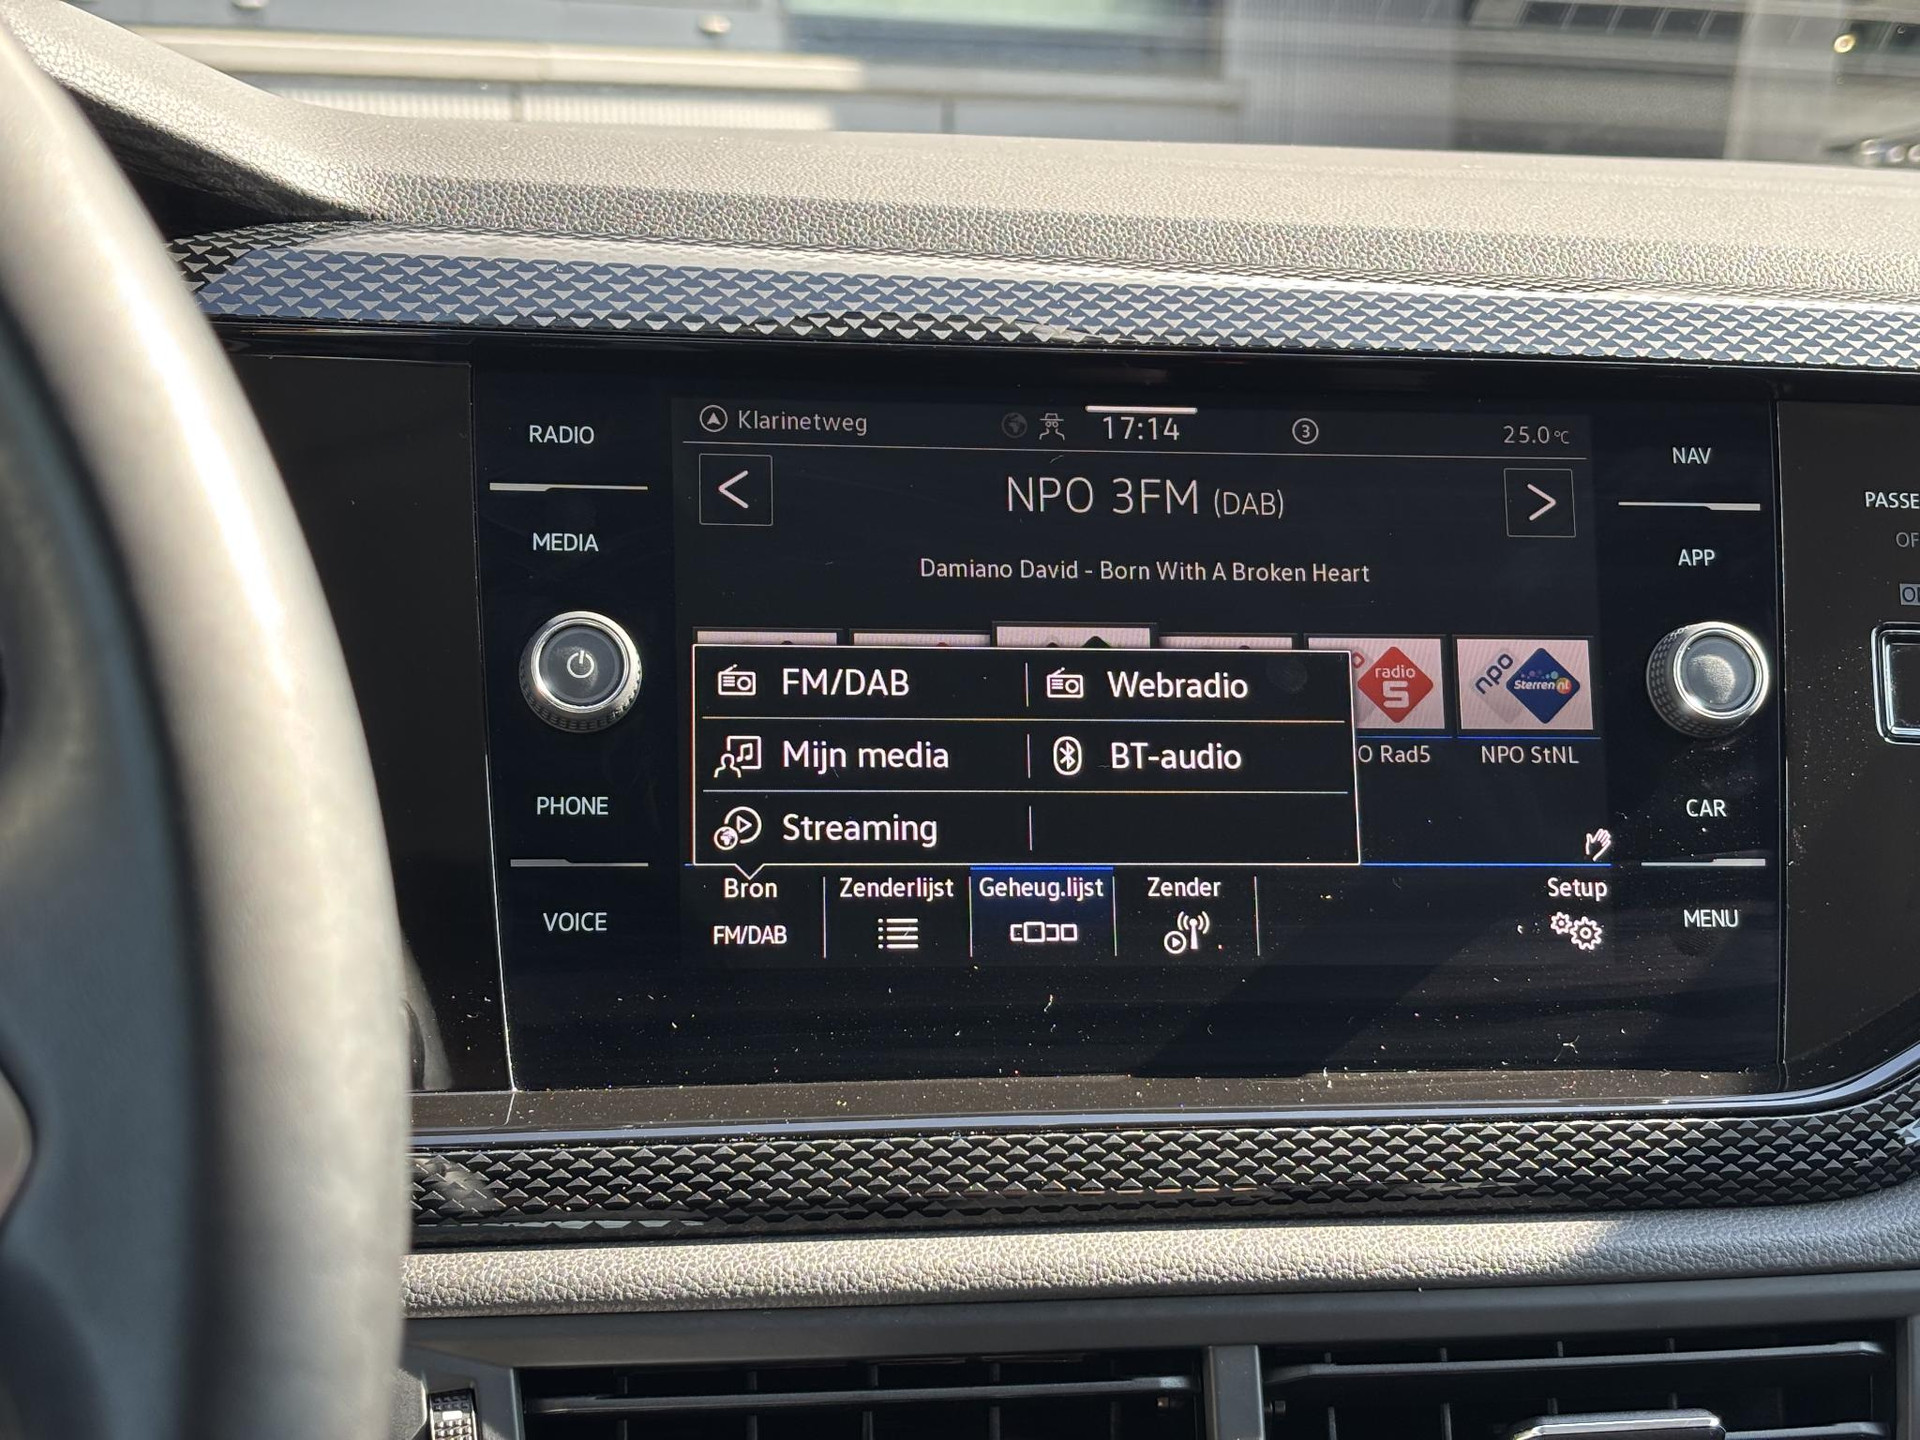 RADIO
MEDIA
PHONE
VOICE
Klarinetweg
17:14
3
25.0°C
<
NPO 3FM (DAB)
>
Damiano David - Born With A Broken Heart
FM/DAB
Webradio
Mijn media
BT-audio
Streaming
radio
5
npo
Sterren nl
O Rad5
NPO StNL
Bron
FM/DAB
Zenderlijst
Geheug.lijst
Zender
Setup
NAV
APP
CAR
MENU
PASSE
OF